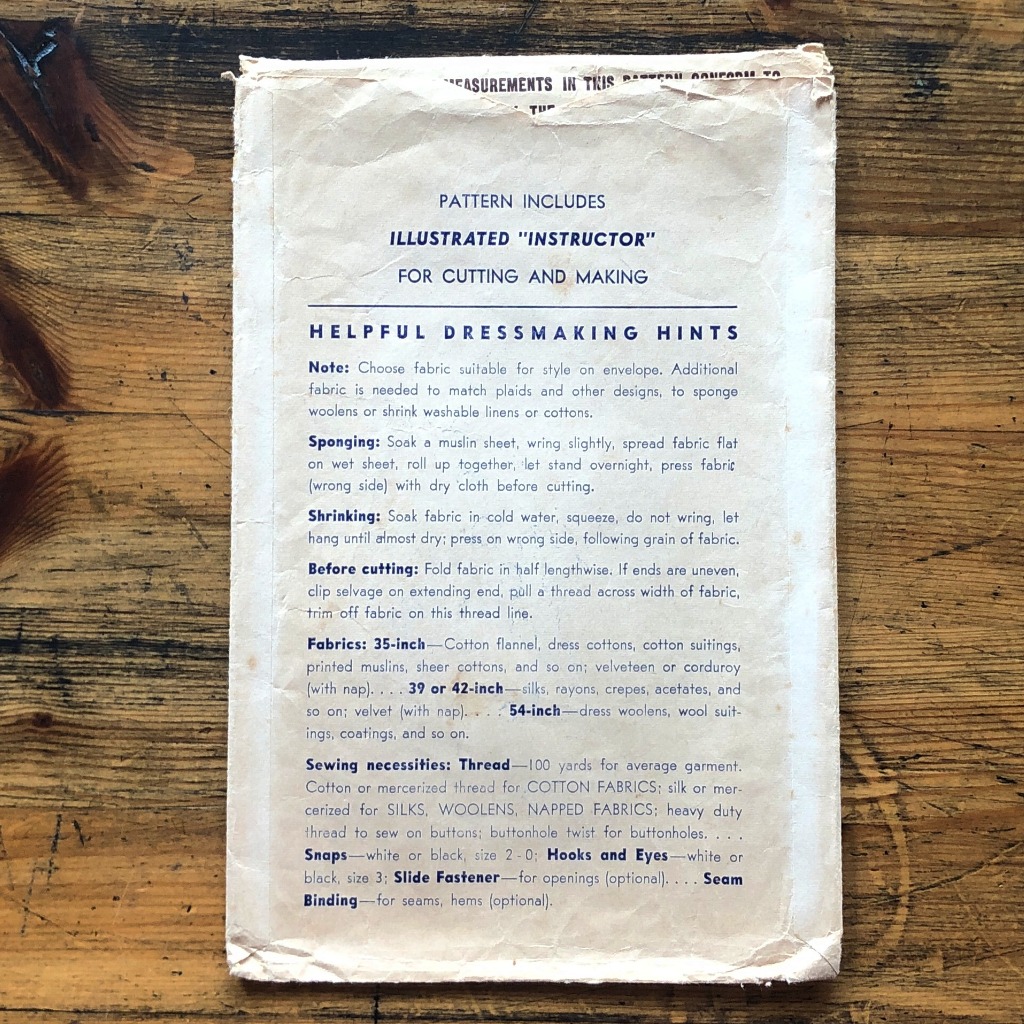 MEASUREMENTS IN THIS PATTERN CONFORM TO
THE
PATTERN INCLUDES
ILLUSTRATED "INSTRUCTOR"
FOR CUTTING AND MAKING
HELPFUL DRESSMAKING HINTS
Note: Choose fabric suitable for style on envelope. Additional
fabric is needed to match plaids and other designs, to sponge
woolens or shrink washable linens or cottons.
Sponging: Soak a muslin sheet, wring slightly, spread fabric flat
on wet sheet, roll up together, let stand overnight, press fabric
(wrong side) with dry cloth before cutting.
Shrinking: Soak fabric in cold water, squeeze, do not wring, let
hang until almost dry; press on wrong side, following grain of fabric.
Before cutting: Fold fabric in half lengthwise. If ends are uneven,
clip selvage on extending end, pull a thread across width of fabric,
trim off fabric on this thread line.
Fabrics: 35-inch—Cotton flannel, dress cottons, cotton suitings,
printed muslins, sheer cottons, and so on; velveteen or corduroy
(with nap). . . . 39 or 42-inch—silks, rayons, crepes, acetates, and
so on; velvet (with nap). . . . 54-inch—dress woolens, wool suit-
ings, coatings, and so on.
Sewing necessities: Thread—100 yards for average garment.
Cotton or mercerized thread for COTTON FABRICS; silk or mer-
cerized for SILKS, WOOLENS, NAPPED FABRICS; heavy duty
thread to sew on buttons; buttonhole twist for buttonholes. . . .
Snaps—white or black, size 2-0; Hooks and Eyes—white or
black, size 3; Slide Fastener—for openings (optional). . . . Seam
Binding—for seams, hems (optional).